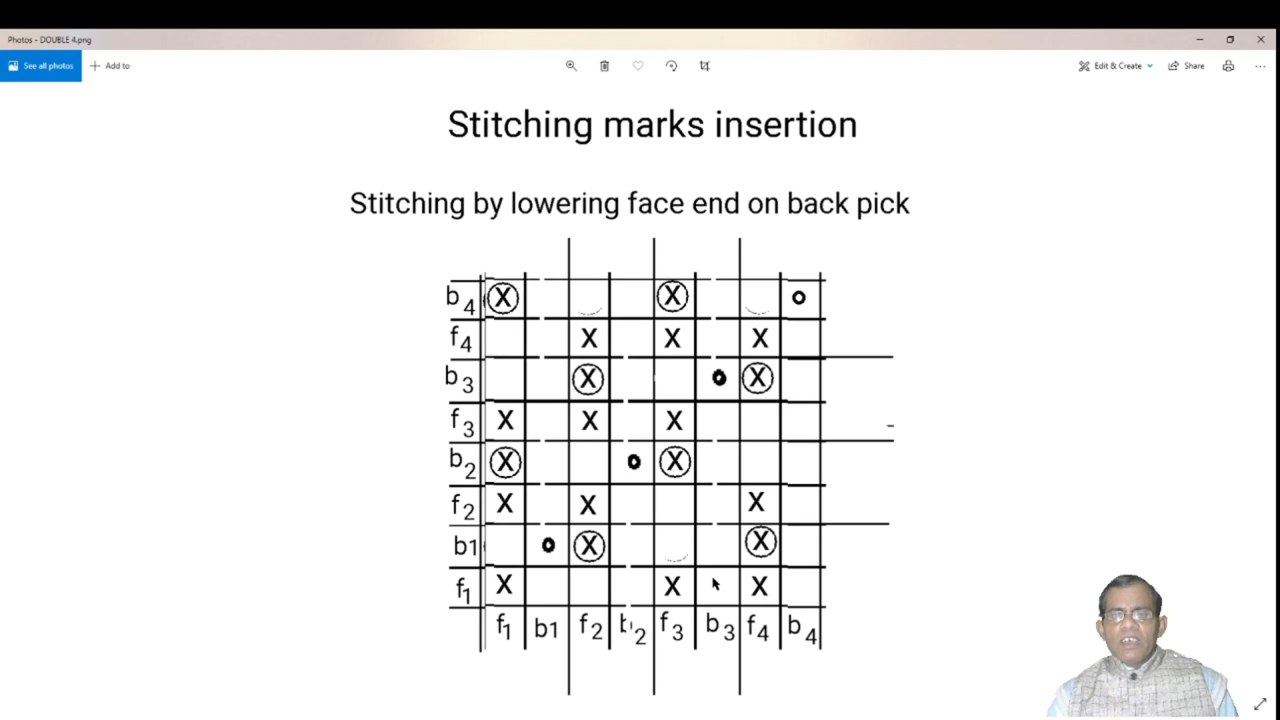 Photos - DOUBLE 4.png
See all photos
Add to
Edit & Create
Share
Stitching marks insertion
Stitching by lowering face end on back pick
b4 X X o
f4 X X X
b3 X o X
f3 X X X
b2 X o X
f2 X X X
b1 o X X
f1 X X X
f1 b1 f2 b2 f3 b3 f4 b4